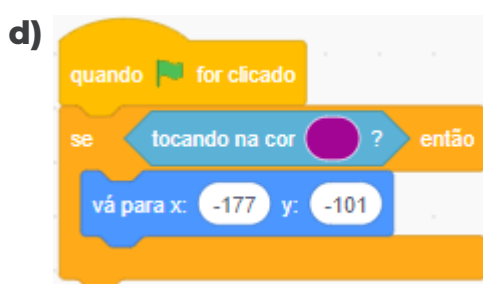 d)
quando for clicado
se tocando na cor ? então
vá para x: -177 y: -101